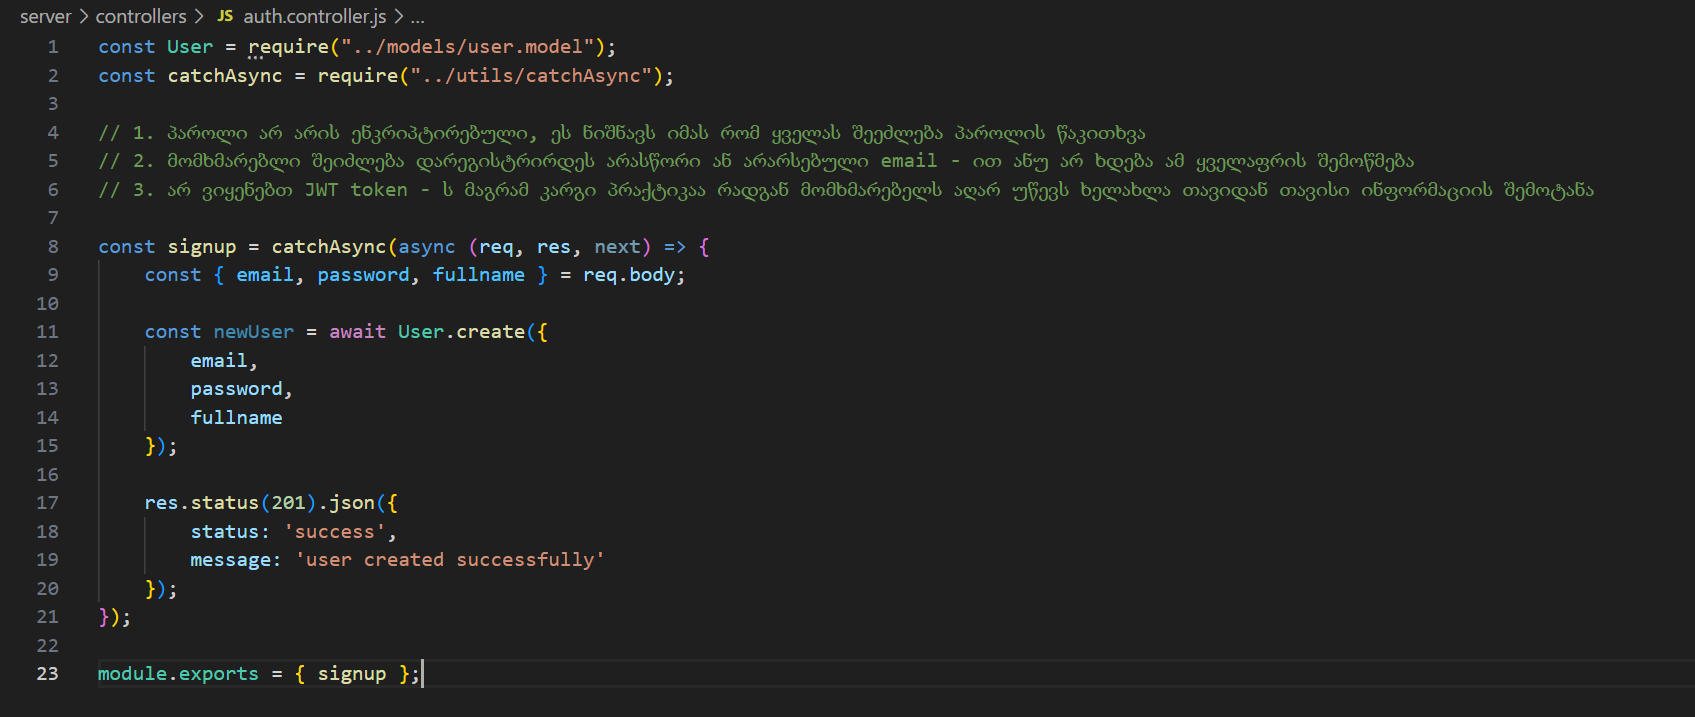 server > controllers > JS auth.controller.js > ...
1 const User = require("../models/user.model");
2 const catchAsync = require("../utils/catchAsync");
3
4 // 1. პაროლი არ არის ენკრიპტირებული, ეს ნიშნავს იმას რომ ყველას შეეძლება პაროლის წაკითხვა
5 // 2. მომხმარებლი შეიძლება დარეგისტრირდეს არასწორი ან არარსებული email - ით ანუ არ ხდება ამ ყველაფრის შემოწმება
6 // 3. არ ვიყენებთ JWT token - ს მაგრამ კარგი პრაქტიკაა რადგან მომხმარებელს აღარ უწევს ხელახლა თავიდან თავისი ინფორმაციის შემოტანა
7
8 const signup = catchAsync(async (req, res, next) => {
9 const { email, password, fullname } = req.body;
10
11 const newUser = await User.create({
12 email,
13 password,
14 fullname
15 });
16
17 res.status(201).json({
18 status: 'success',
19 message: 'user created successfully'
20 });
21 });
22
23 module.exports = { signup };